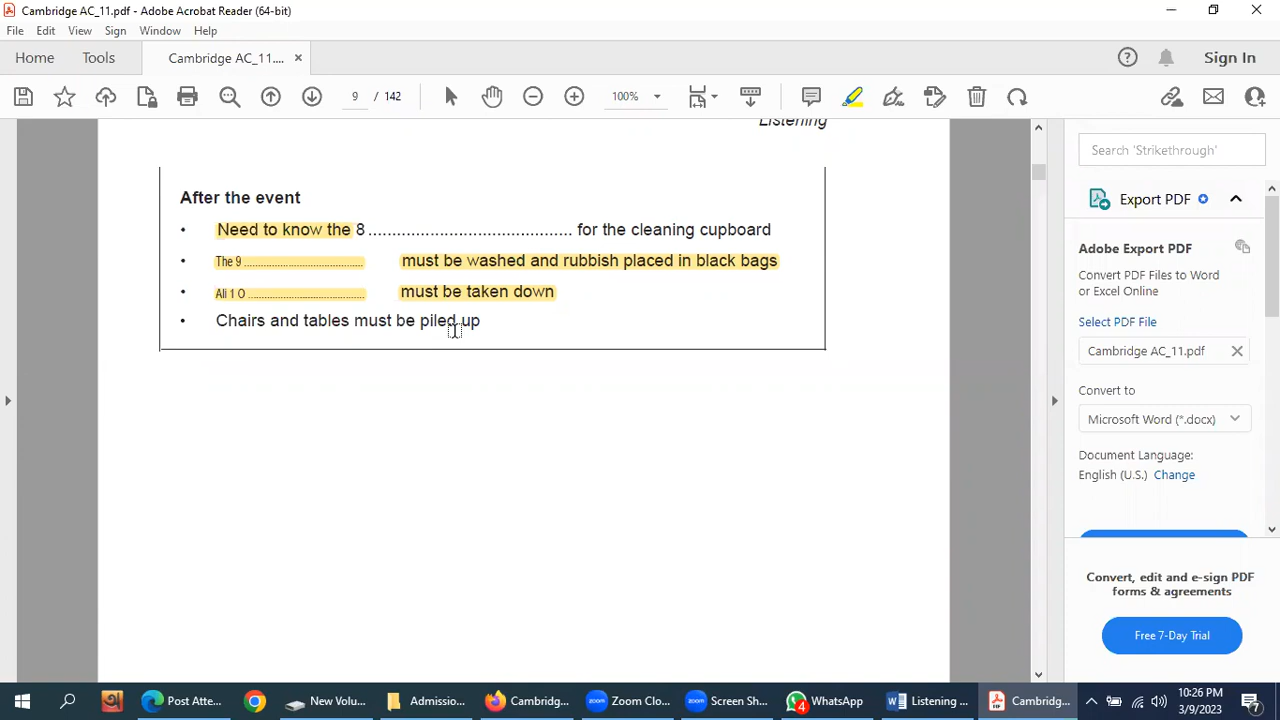 Cambridge AC_11.pdf - Adobe Acrobat Reader (64-bit)
File Edit View Sign Window Help
Home Tools Cambridge AC_11.... × Sign In
9 / 142 100%
Search 'Strikethrough'
Listening
After the event
• Need to know the 8 ........................................... for the cleaning cupboard
• The 9 ........................................... must be washed and rubbish placed in black bags
• Ali 1 0 ........................................... must be taken down
• Chairs and tables must be piled up
Export PDF
Adobe Export PDF
Convert PDF Files to Word
or Excel Online
Select PDF File
Cambridge AC_11.pdf ×
Convert to
Microsoft Word (*.docx)
Document Language:
English (U.S.) Change
Convert, edit and e-sign PDF
forms & agreements
Free 7-Day Trial
Post Atte... New Volu... Admissio... Cambridg... Zoom Clo... Screen Sh... WhatsApp Listening ... Cambridg...
4
10:26 PM
3/9/2023
7